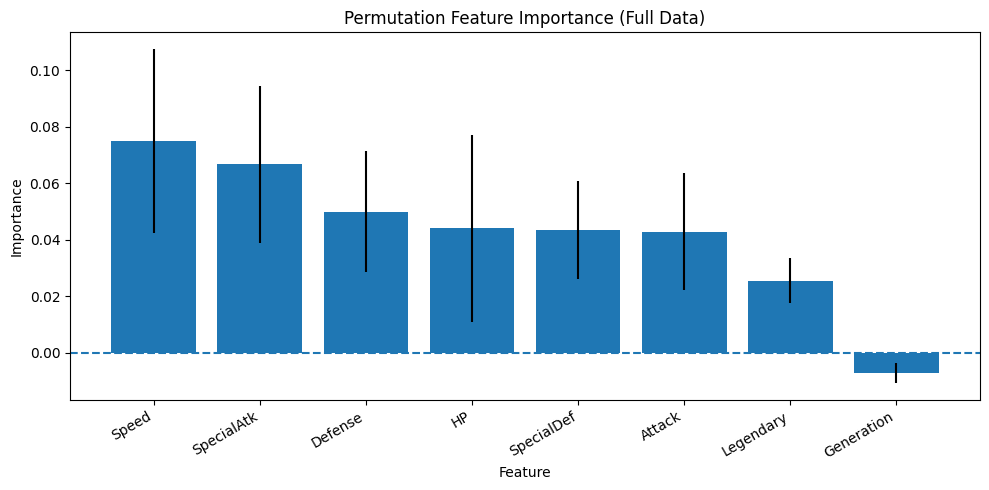 Permutation Feature Importance (Full Data)
Importance
0.10
0.08
0.06
0.04
0.02
0.00
Speed
SpecialAtk
Defense
HP
SpecialDef
Attack
Legendary
Generation
Feature